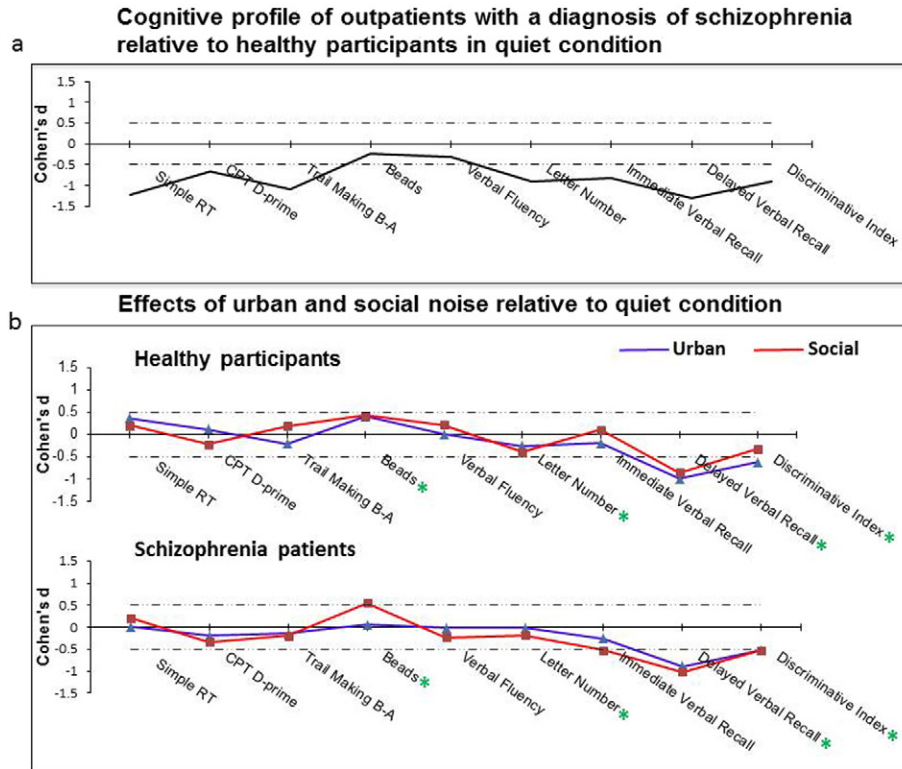 a
Cognitive profile of outpatients with a diagnosis of schizophrenia
relative to healthy participants in quiet condition
Cohen's d
1.5
1
0.5
0
-0.5
-1
-1.5
Simple RT
CPT D-prime
Trail Making B-A
Beads
Verbal Fluency
Letter Number
Immediate Verbal Recall
Delayed Verbal Recall
Discriminative Index
Effects of urban and social noise relative to quiet condition
b
Healthy participants
Urban
Social
Cohen's d
1.5
1
0.5
0
-0.5
-1
-1.5
Simple RT
CPT D-prime
Trail Making B-A
Beads*
Verbal Fluency
Letter Number*
Immediate Verbal Recall
Delayed Verbal Recall*
Discriminative Index*
Schizophrenia patients
Cohen's d
1.5
1
0.5
0
-0.5
-1
-1.5
Simple RT
CPT D-prime
Trail Making B-A
Beads*
Verbal Fluency
Letter Number*
Immediate Verbal Recall
Delayed Verbal Recall*
Discriminative Index*